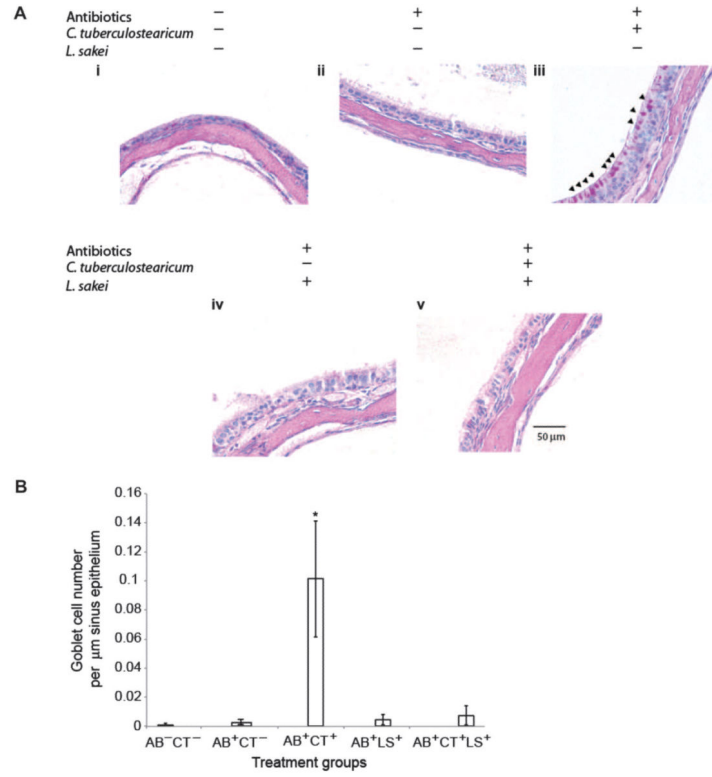 A
Antibiotics − + +
C. tuberculostearicum − − +
L. sakei − − −
i ii iii
Antibiotics + +
C. tuberculostearicum − +
L. sakei + +
iv v
50 µm
B
0.16
0.14
0.12
0.1
0.08
0.06
0.04
0.02
0
Goblet cell number
per µm sinus epithelium
*
AB⁻CT⁻ AB⁺CT⁻ AB⁺CT⁺ AB⁺LS⁺ AB⁺CT⁺LS⁺
Treatment groups